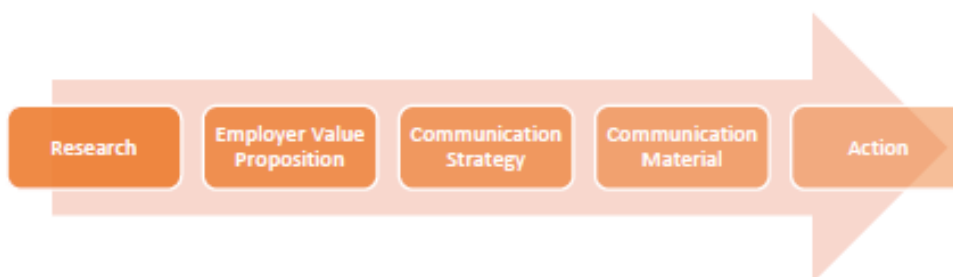 Research
Employer Value
Proposition
Communication
Strategy
Communication
Material
Action